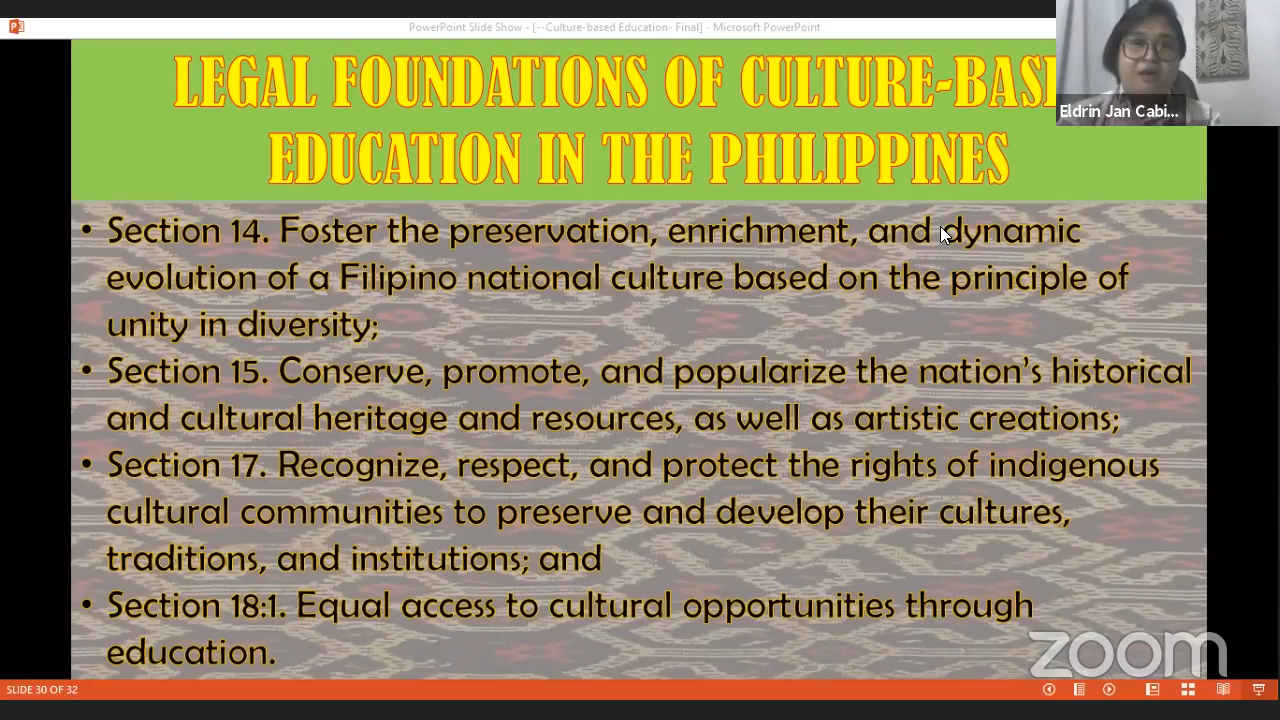 PowerPoint Slide Show - [--Culture-based Education- Final] - Microsoft PowerPoint
LEGAL FOUNDATIONS OF CULTURE-BASE
EDUCATION IN THE PHILIPPINES
Eldrin Jan Cabi...
• Section 14. Foster the preservation, enrichment, and dynamic
evolution of a Filipino national culture based on the principle of
unity in diversity;
• Section 15. Conserve, promote, and popularize the nation’s historical
and cultural heritage and resources, as well as artistic creations;
• Section 17. Recognize, respect, and protect the rights of indigenous
cultural communities to preserve and develop their cultures,
traditions, and institutions; and
• Section 18:1. Equal access to cultural opportunities through
education.
zoom
SLIDE 30 OF 32